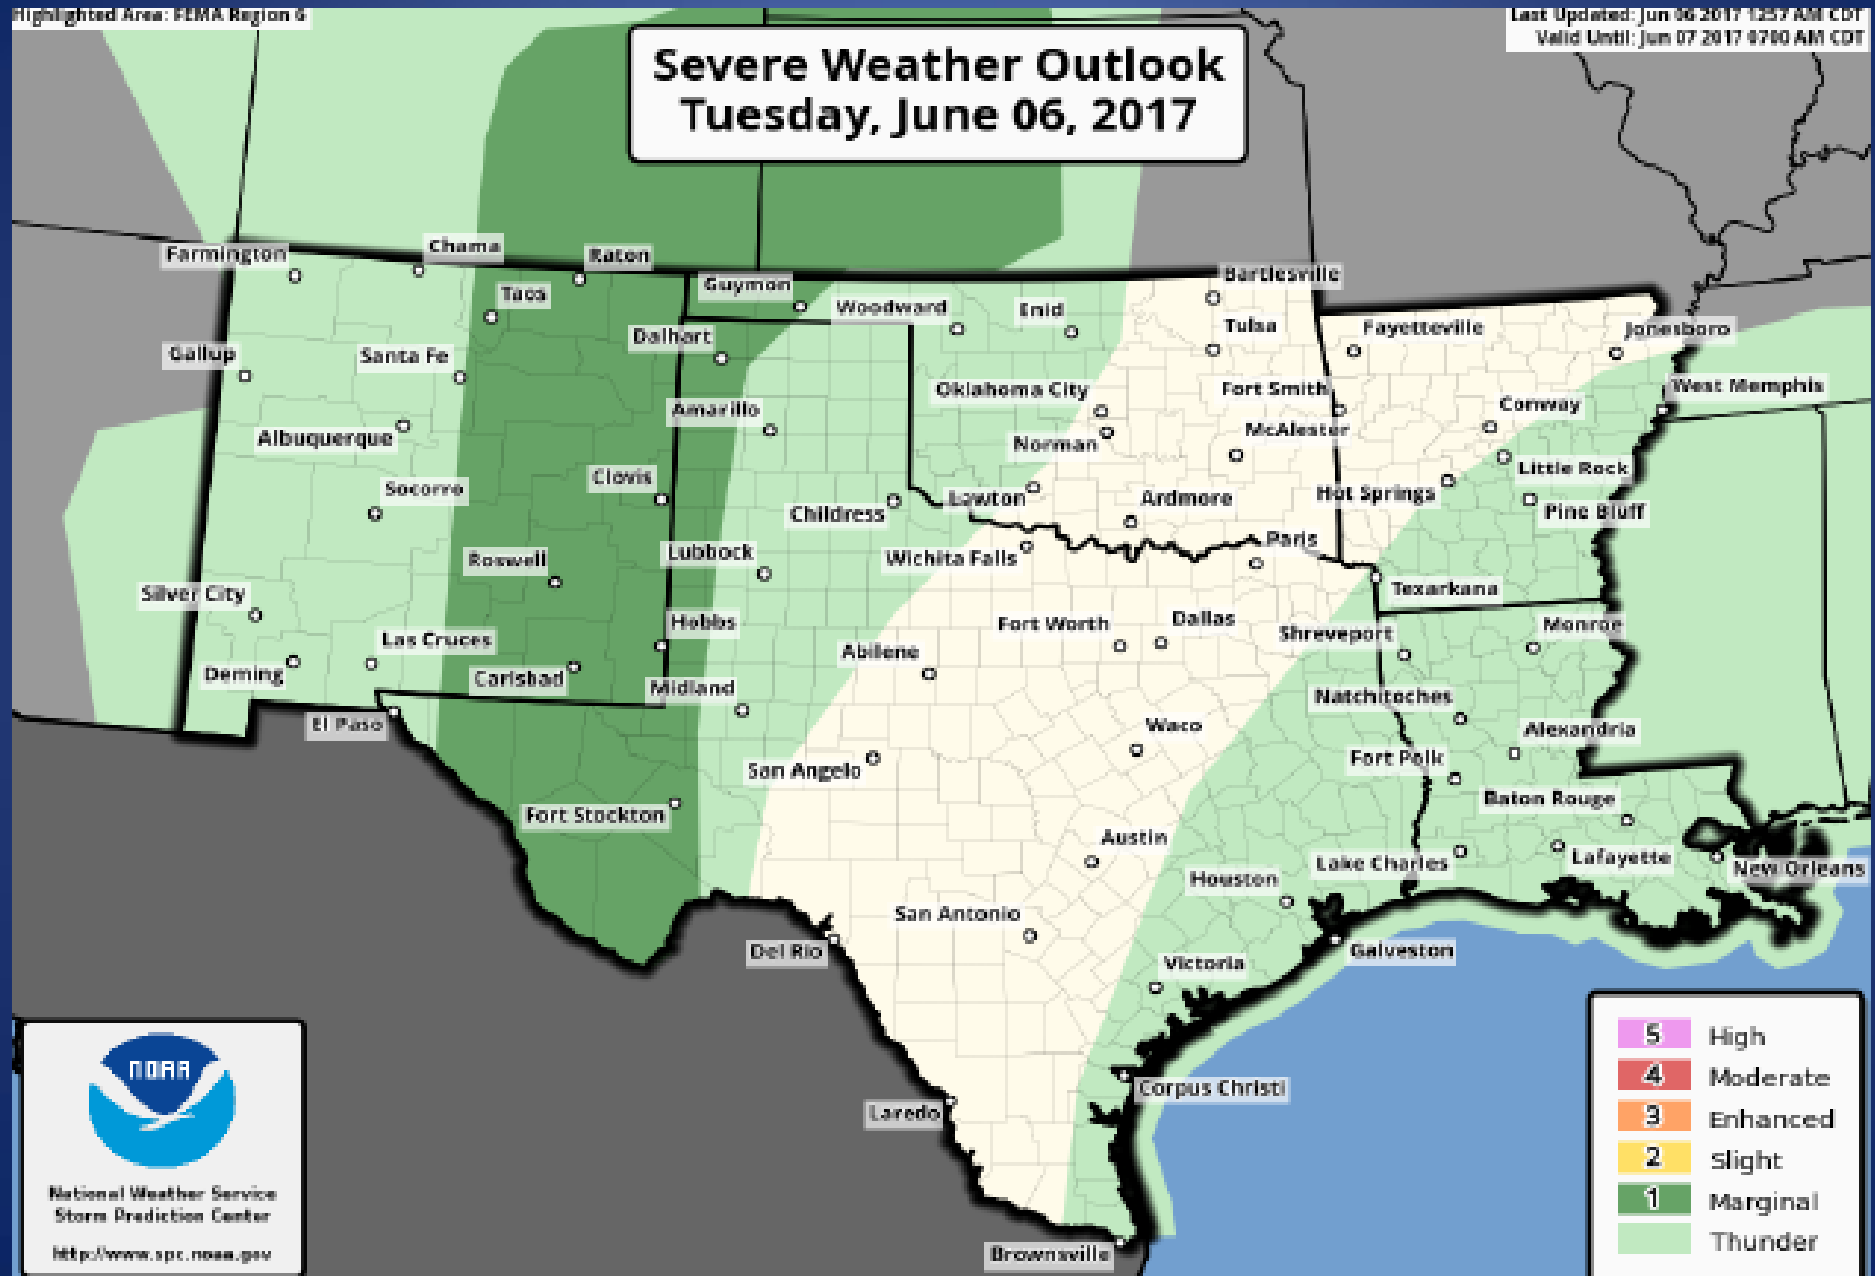 Highlighted Area: FEMA Region 6
Last Updated: Jun 06 2017 1257 AM CDT
Valid Until: Jun 07 2017 0700 AM CDT
Severe Weather Outlook
Tuesday, June 06, 2017
Farmington
Chama
Raton
Taos
Guymon
Woodward
Enid
Bartlesville
Tulsa
Fayetteville
Jonesboro
Gallup
Santa Fe
Dalhart
Oklahoma City
Fort Smith
West Memphis
Conway
Albuquerque
Amarillo
Norman
McAlester
Socorro
Clovis
Childress
Lawton
Ardmore
Hot Springs
Little Rock
Pine Bluff
Roswell
Lubbock
Wichita Falls
Paris
Texarkana
Silver City
Las Cruces
Hobbs
Fort Worth
Dallas
Shreveport
Monroe
Deming
Carlsbad
Midland
Abilene
Natchitoches
El Paso
Waco
Alexandria
San Angelo
Fort Polk
Fort Stockton
Baton Rouge
Austin
Lake Charles
Lafayette
New Orleans
Houston
San Antonio
Del Rio
Galveston
Victoria
Corpus Christi
Laredo
Brownsville
NOAA
National Weather Service
Storm Prediction Center
http://www.spc.noaa.gov
5 High
4 Moderate
3 Enhanced
2 Slight
1 Marginal
Thunder